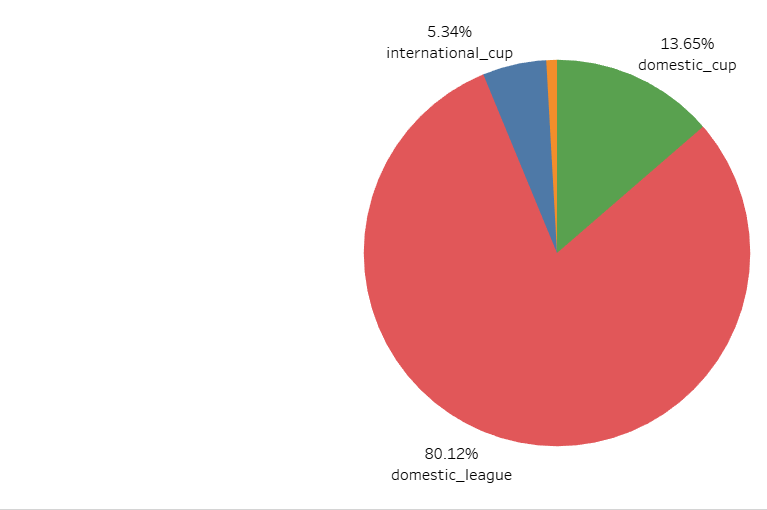 5.34%
international_cup
13.65%
domestic_cup
80.12%
domestic_league